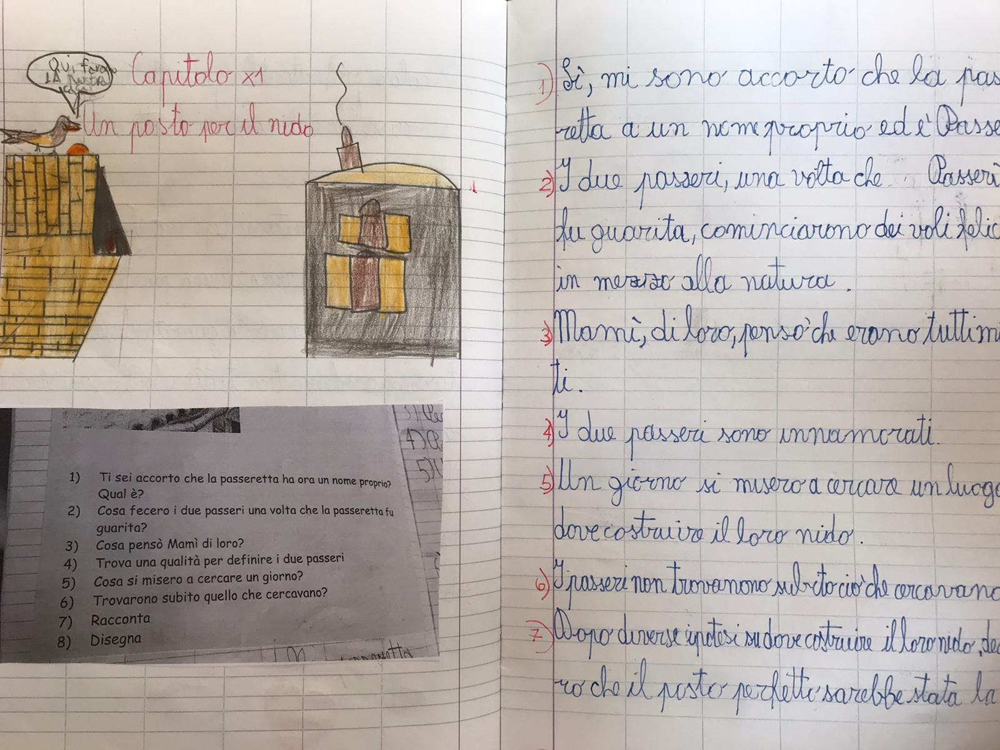 Qui faro
LA nostra
Capitolo x1
Un posto per il nido
1) Ti sei accorto che la passeretta ha ora un nome proprio?
Qual è?
2) Cosa fecero i due passeri una volta che la passeretta fu
guarita?
3) Cosa pensò Mamì di loro?
4) Trova una qualità per definire i due passeri
5) Cosa si misero a cercare un giorno?
6) Trovarono subito quello che cercavano?
7) Racconta
8) Disegna
3)
4)
5)
1) Sì, mi sono accorto che la pas
retta a un nome proprio ed è Passe
2) I due passeri, una volta che Passeri
fu guarita, cominciarono dei voli felic
in mezzo alla natura.
3) Mamì, di loro, pensò che erano tutti m
ti.
4) I due passeri sono innamorati.
5) Un giorno si misero a cercare un luogo
dove costruire il loro nido.
6) I passeri non trovanono subito ciò che cercavano
7) Dopo diverse ipotesi su dove costruire il loro nido, de
ro che il posto perfetto sarebbe stata la